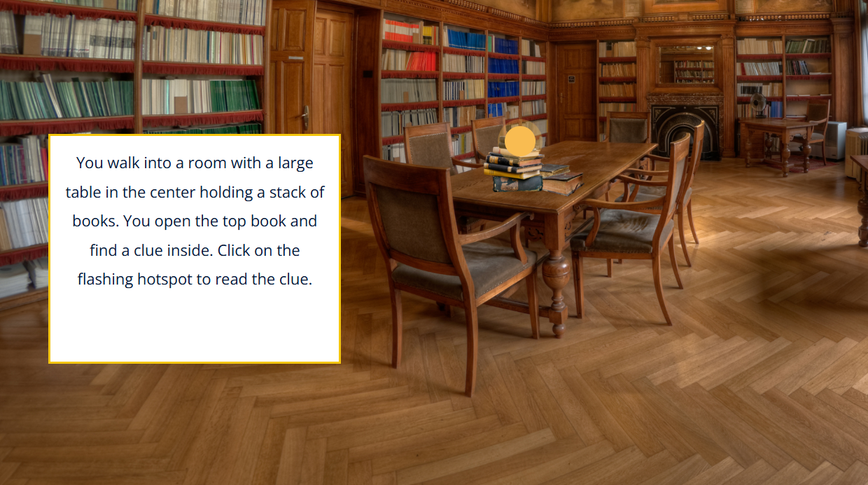 You walk into a room with a large
table in the center holding a stack of
books. You open the top book and
find a clue inside. Click on the
flashing hotspot to read the clue.